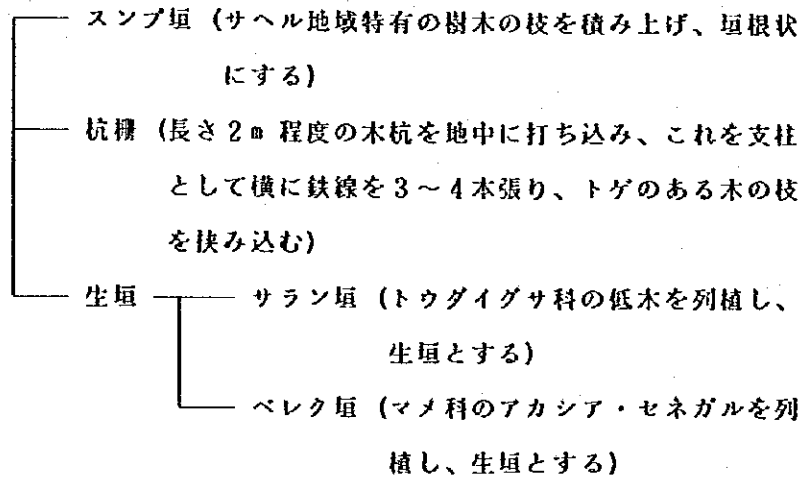 スンプ垣 (サヘル地域特有の樹木の枝を積み上げ、垣根状
にする)
杭柵 (長さ2m 程度の木杭を地中に打ち込み、これを支柱
として横に鉄線を3～4本張り、トゲのある木の枝
を挟み込む)
生垣 サラン垣 (トウダイグサ科の低木を列植し、
生垣とする)
ベレク垣 (マメ科のアカシア・セネガルを列
植し、生垣とする)